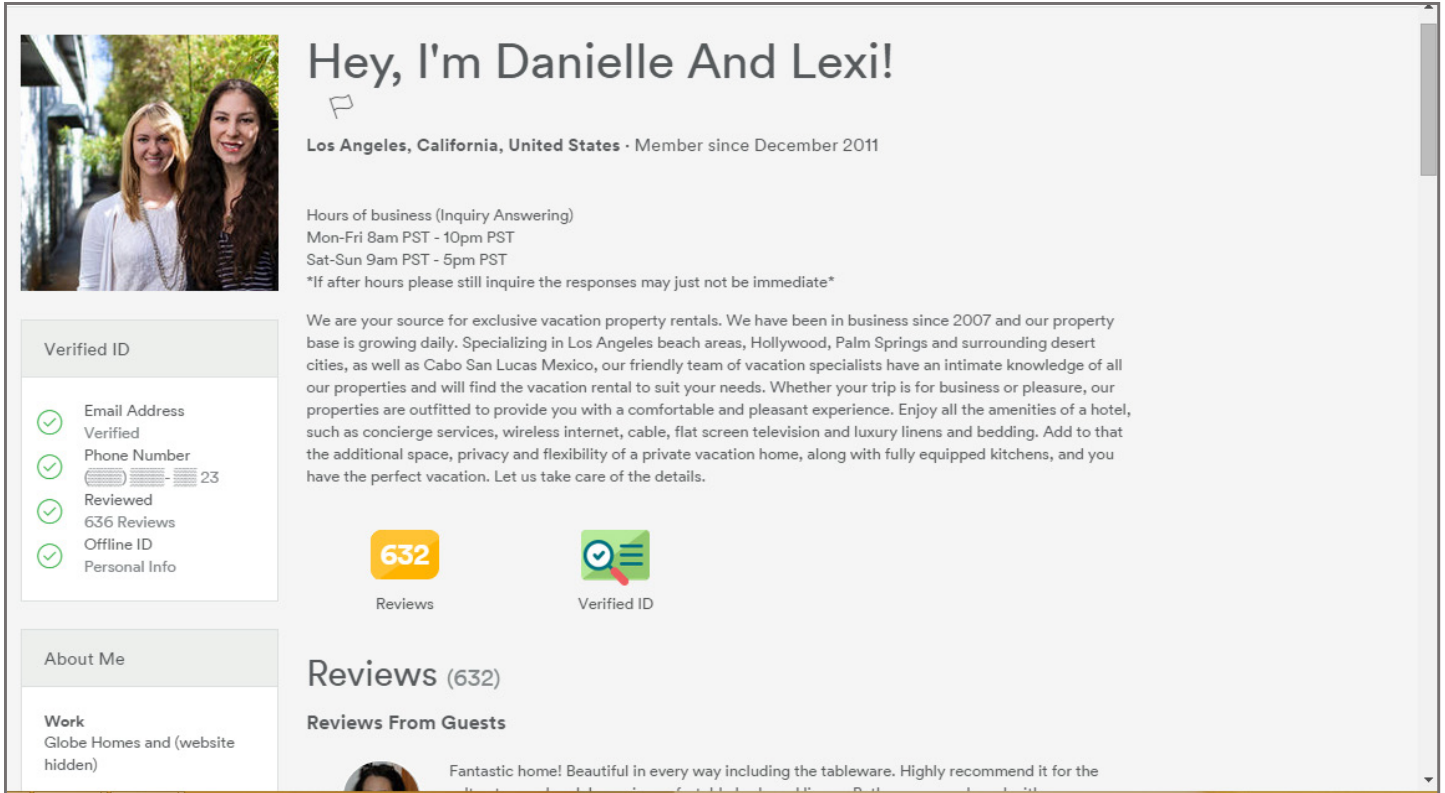 Hey, I'm Danielle And Lexi!
Los Angeles, California, United States · Member since December 2011
Hours of business (Inquiry Answering)
Mon-Fri 8am PST - 10pm PST
Sat-Sun 9am PST - 5pm PST
*If after hours please still inquire the responses may just not be immediate*
We are your source for exclusive vacation property rentals. We have been in business since 2007 and our property
base is growing daily. Specializing in Los Angeles beach areas, Hollywood, Palm Springs and surrounding desert
cities, as well as Cabo San Lucas Mexico, our friendly team of vacation specialists have an intimate knowledge of all
our properties and will find the vacation rental to suit your needs. Whether your trip is for business or pleasure, our
properties are outfitted to provide you with a comfortable and pleasant experience. Enjoy all the amenities of a hotel,
such as concierge services, wireless internet, cable, flat screen television and luxury linens and bedding. Add to that
the additional space, privacy and flexibility of a private vacation home, along with fully equipped kitchens, and you
have the perfect vacation. Let us take care of the details.
Verified ID
Email Address
Verified
Phone Number
23
Reviewed
636 Reviews
Offline ID
Personal Info
632
Reviews
Verified ID
About Me
Work
Globe Homes and (website
hidden)
Reviews (632)
Reviews From Guests
Fantastic home! Beautiful in every way including the tableware. Highly recommend it for the